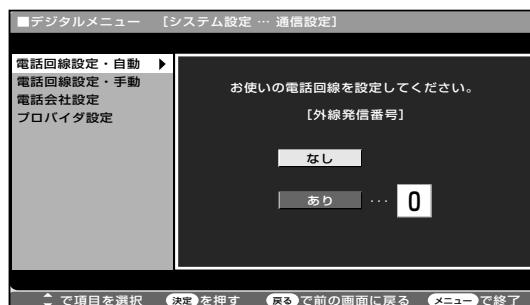 ■デジタルメニュー [システム設定 … 通信設定]
電話回線設定・自動 ▶
電話回線設定・手動
電話会社設定
プロバイダ設定
お使いの電話回線を設定してください。
[外線発信番号]
なし
あり … 0
で項目を選択 決定を押す 戻るで前の画面に戻る メニューで終了